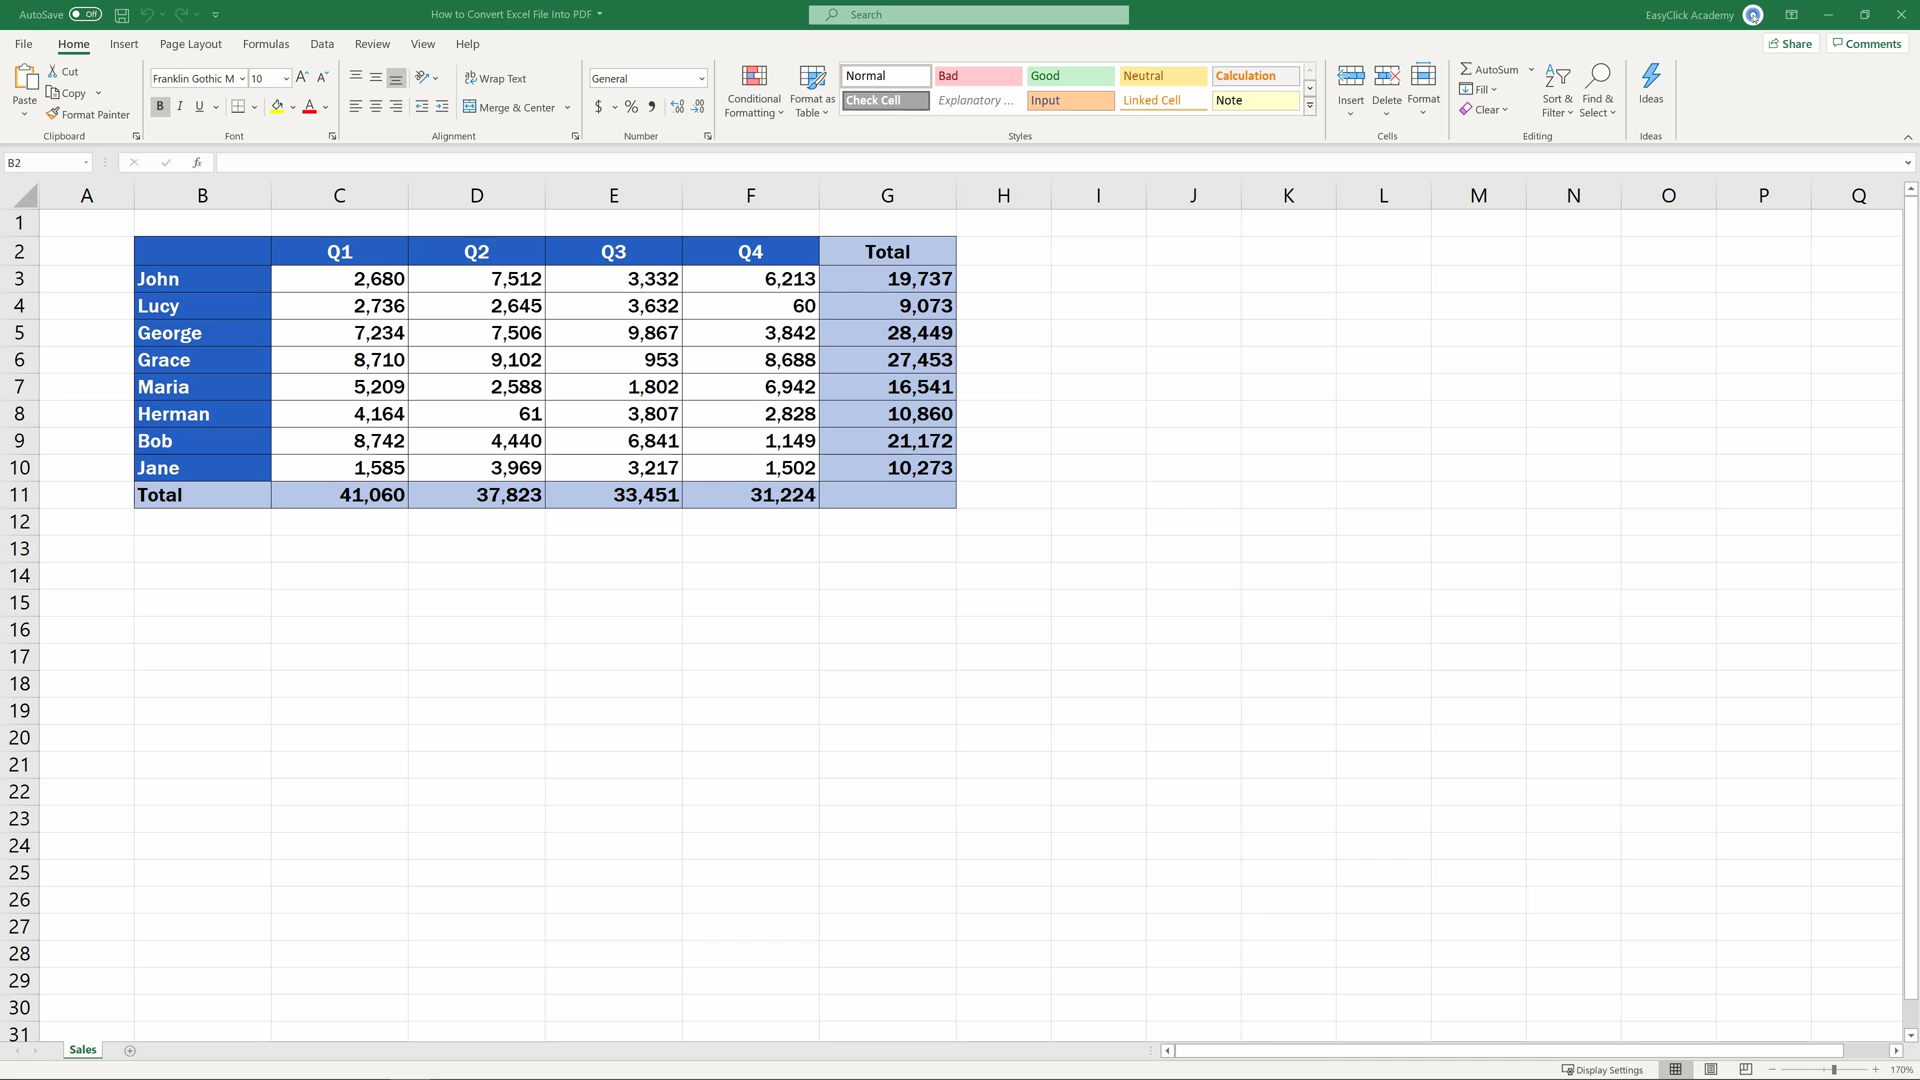 AutoSave Off How to Convert Excel File Into PDF Search EasyClick Academy
File Home Insert Page Layout Formulas Data Review View Help Share Comments
Paste Cut Copy Format Painter Clipboard
Franklin Gothic M 10 B I U A Font
Wrap Text Merge & Center Alignment
General $ % Number
Conditional Formatting Format as Table
Normal Bad Good Neutral Calculation
Check Cell Explanatory ... Input Linked Cell Note
Styles
Insert Delete Format Cells
AutoSum Fill Clear Sort & Filter Find & Select Editing
Ideas Ideas
B2 fx
A B C D E F G H I J K L M N O P Q
1
2 Q1 Q2 Q3 Q4 Total
3 John 2,680 7,512 3,332 6,213 19,737
4 Lucy 2,736 2,645 3,632 60 9,073
5 George 7,234 7,506 9,867 3,842 28,449
6 Grace 8,710 9,102 953 8,688 27,453
7 Maria 5,209 2,588 1,802 6,942 16,541
8 Herman 4,164 61 3,807 2,828 10,860
9 Bob 8,742 4,440 6,841 1,149 21,172
10 Jane 1,585 3,969 3,217 1,502 10,273
11 Total 41,060 37,823 33,451 31,224
12
13
14
15
16
17
18
19
20
21
22
23
24
25
26
27
28
29
30
31
Sales
Display Settings 170%